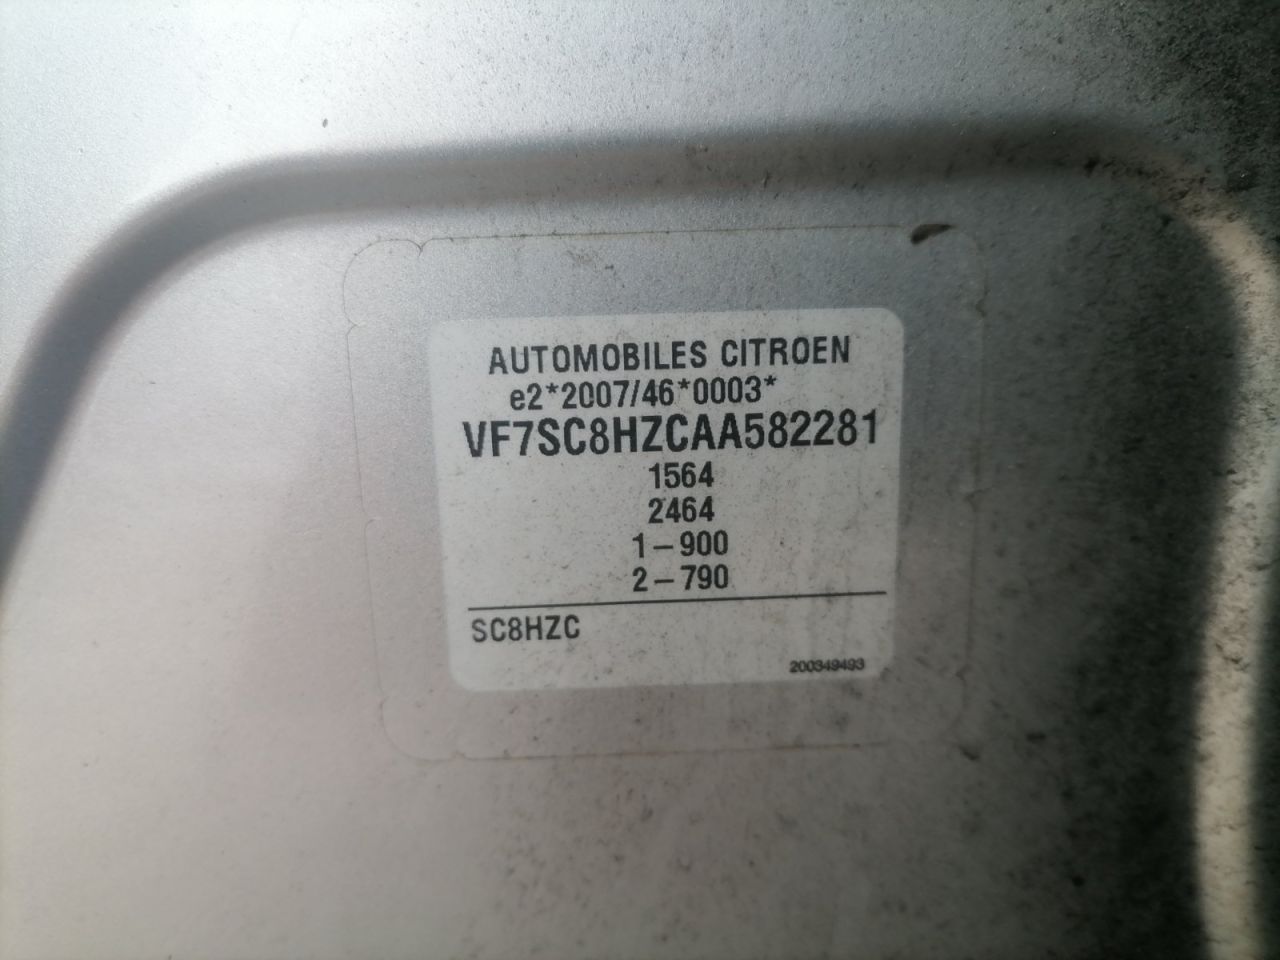 AUTOMOBILES CITROEN
e2*2007/46*0003*
VF7SC8HZCAA582281
1564
2464
1–900
2–790
SC8HZC
200349493